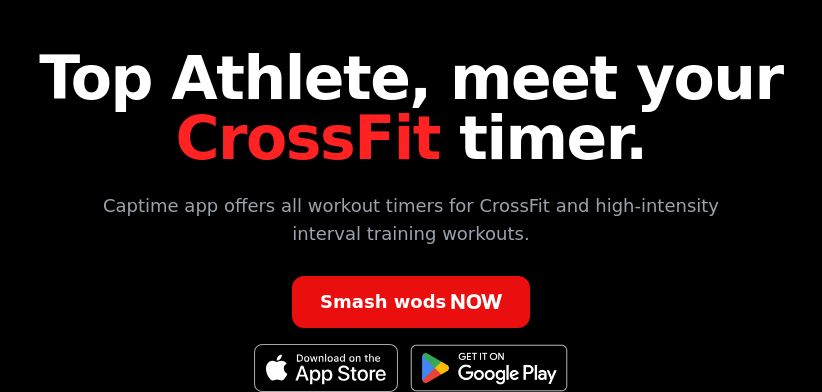 Top Athlete, meet your
CrossFit timer.
Captime app offers all workout timers for CrossFit and high-intensity
interval training workouts.
Smash wods NOW
Download on the
App Store
GET IT ON
Google Play